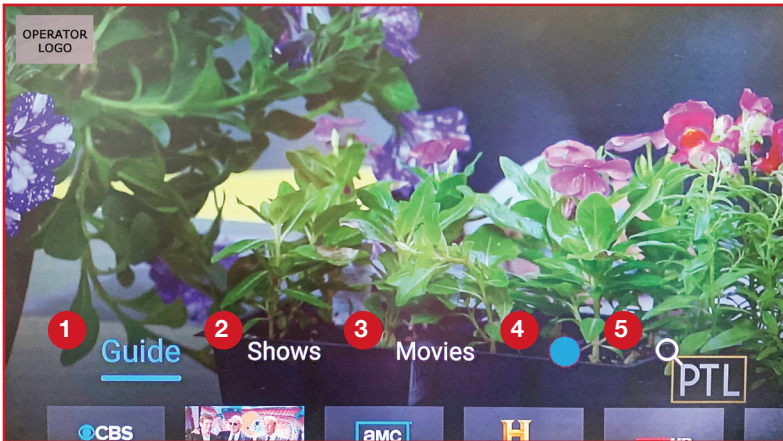 OPERATOR
LOGO
1
2
3
4
5
Guide
Shows
Movies
PTL
CBS
aMC
H